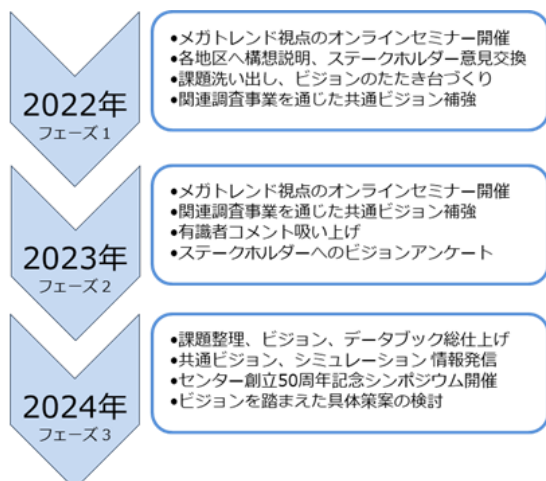 2022年
フェーズ1
●メガトレンド視点のオンラインセミナー開催
●各地区へ構想説明、ステークホルダー意見交換
●課題洗い出し、ビジョンのたたき台づくり
●関連調査事業を通じた共通ビジョン補強
2023年
フェーズ2
●メガトレンド視点のオンラインセミナー開催
●関連調査事業を通じた共通ビジョン補強
●有識者コメント吸い上げ
●ステークホルダーへのビジョンアンケート
2024年
フェーズ3
●課題整理、ビジョン、データブック総仕上げ
●共通ビジョン、シミュレーション情報発信
●センター創立50周年記念シンポジウム開催
●ビジョンを踏まえた具体策案の検討